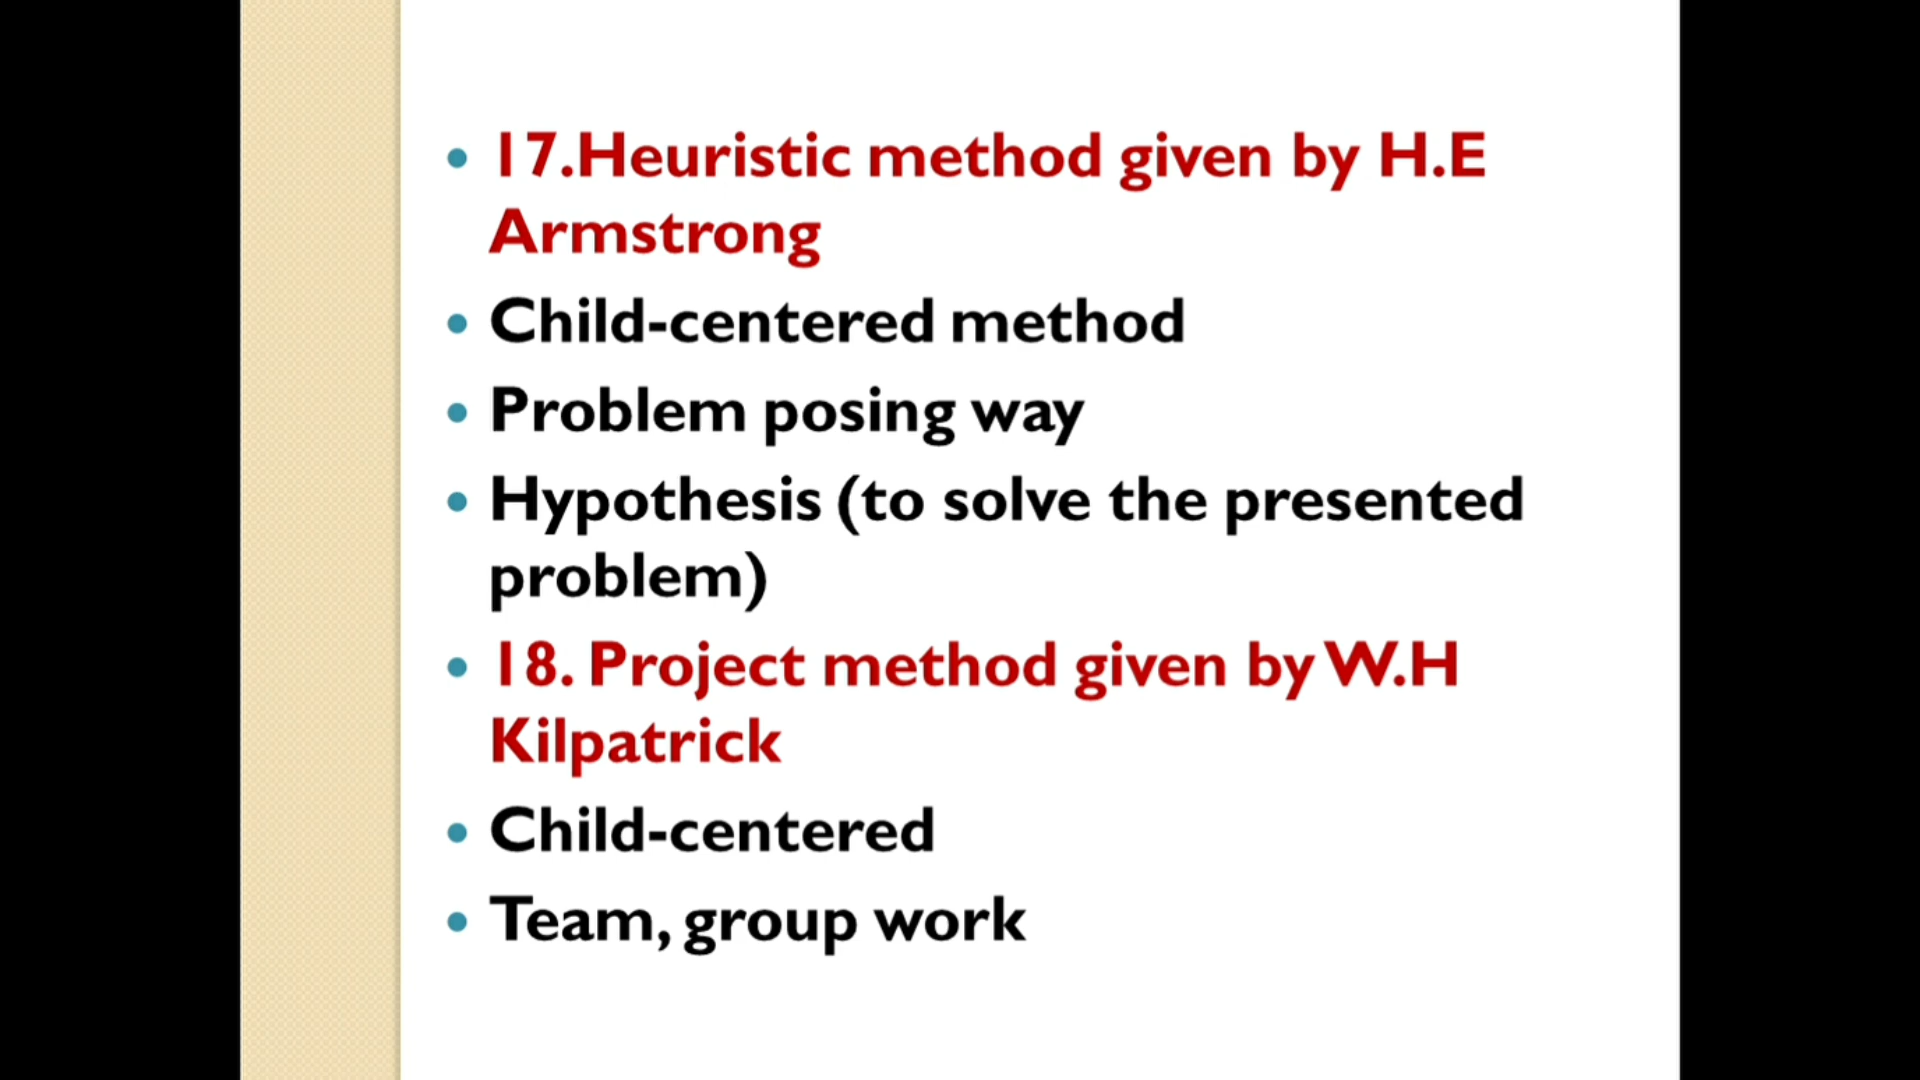 • 17.Heuristic method given by H.E
Armstrong
• Child-centered method
• Problem posing way
• Hypothesis (to solve the presented
problem)
• 18. Project method given by W.H
Kilpatrick
• Child-centered
• Team, group work